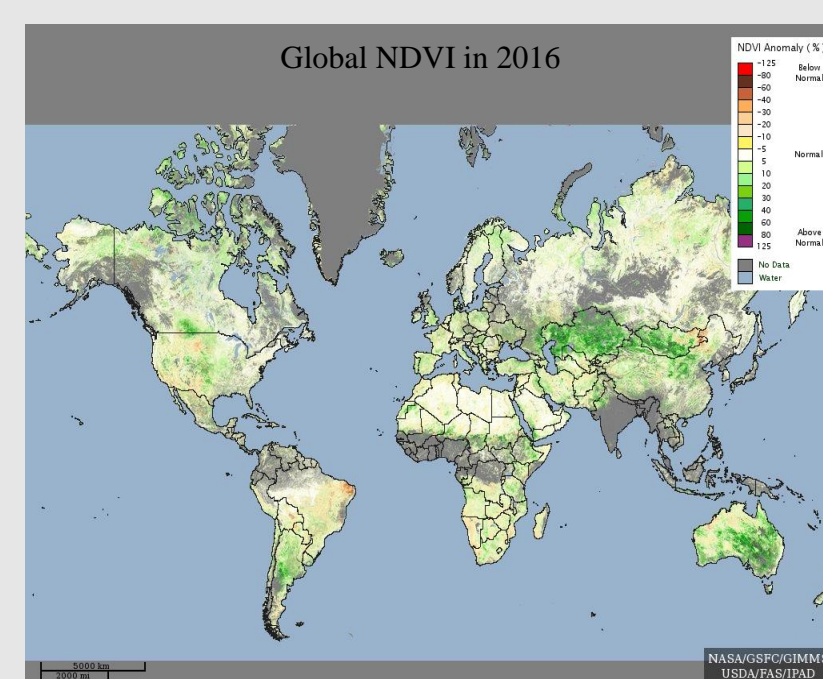 Global NDVI in 2016
NDVI Anomaly ( % )
-125
Below
Normal
-80
-60
-40
-30
-20
-10
-5
Normal
5
10
20
30
40
60
80
Above
Normal
125
No Data
Water
5000 km
2000 mi
NASA/GSFC/GIMMS
USDA/FAS/IPAD